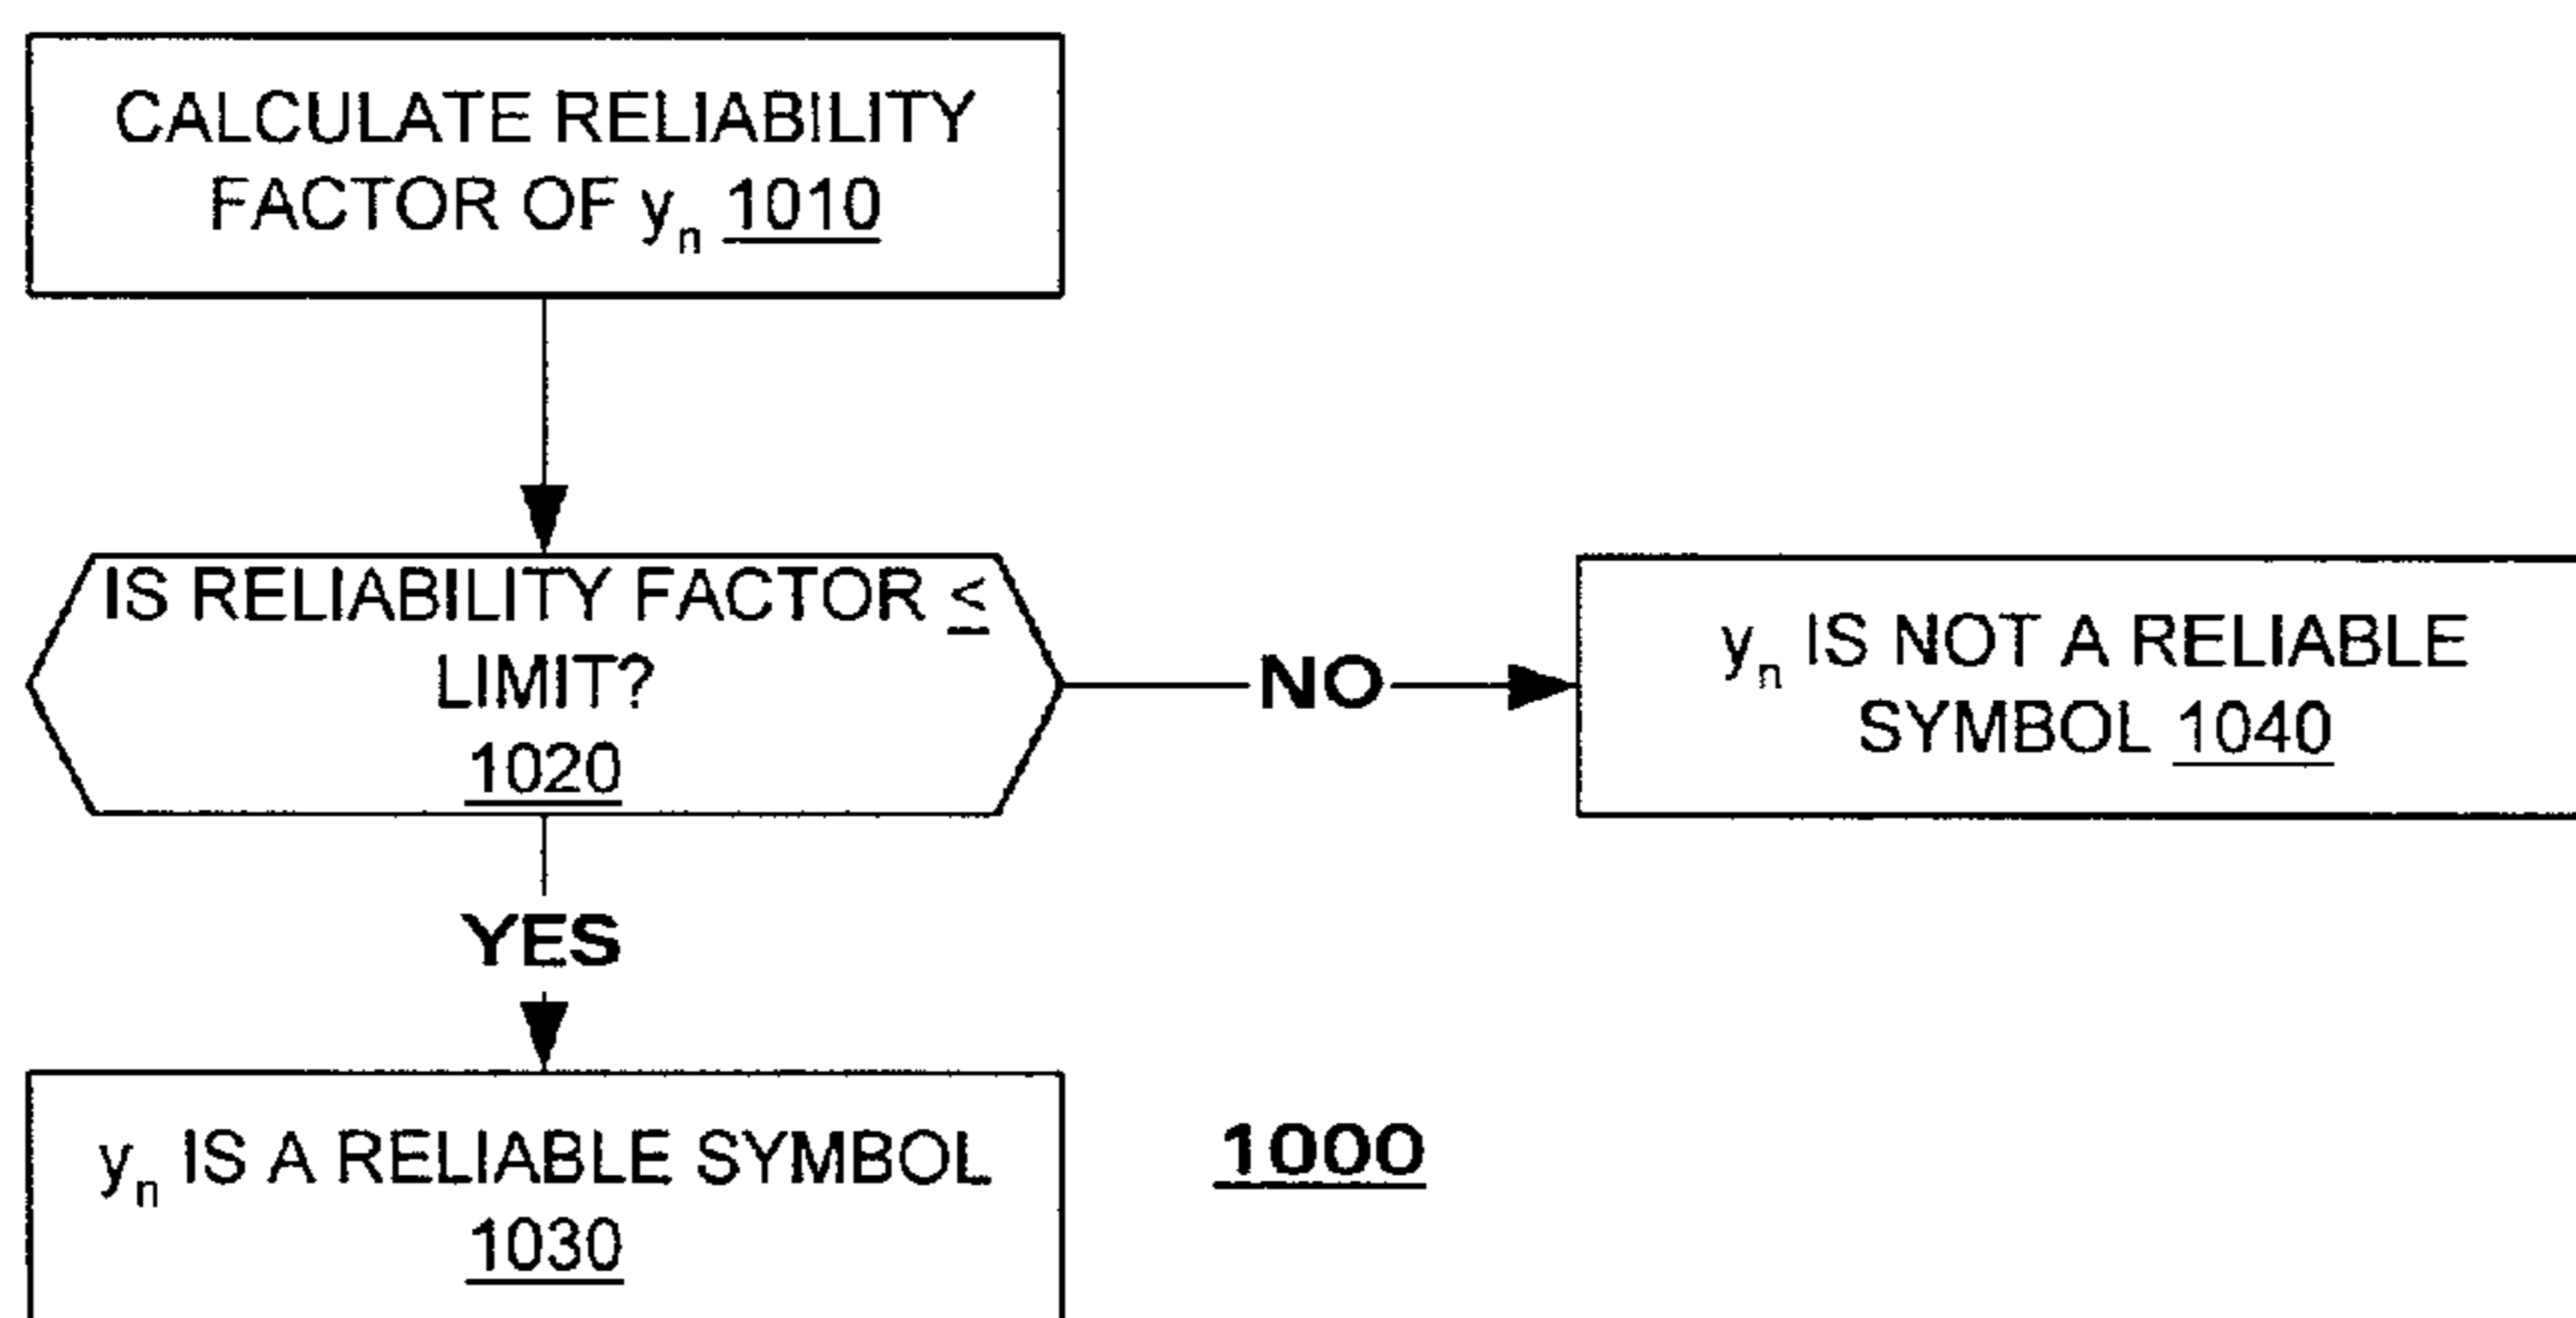 CALCULATE RELIABILITY
FACTOR OF yₙ 1010
IS RELIABILITY FACTOR ≤
LIMIT?
1020
NO
yₙ IS NOT A RELIABLE
SYMBOL 1040
YES
yₙ IS A RELIABLE SYMBOL
1030
1000